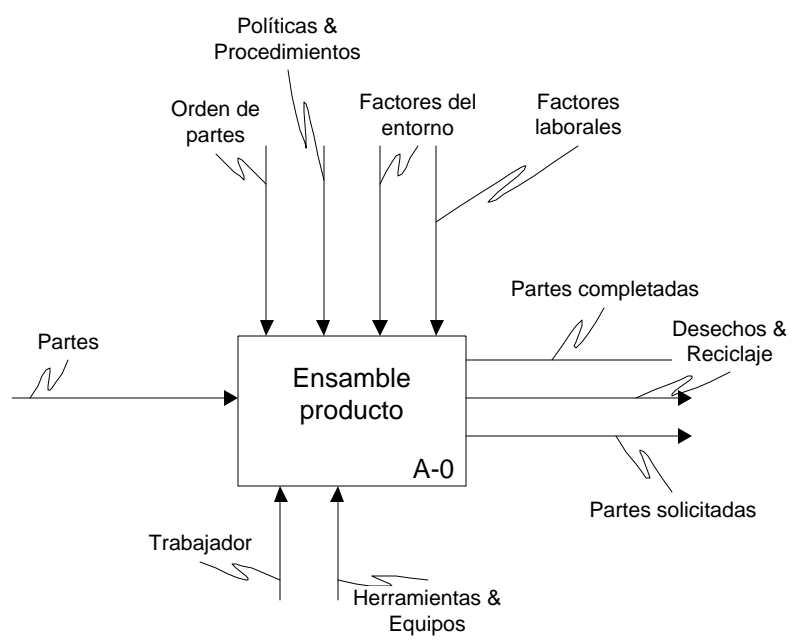 Políticas &
Procedimientos
Orden de
partes
Factores del
entorno
Factores
laborales
Partes completadas
Desechos &
Reciclaje
Partes
Ensamble
producto
A-0
Partes solicitadas
Trabajador
Herramientas &
Equipos